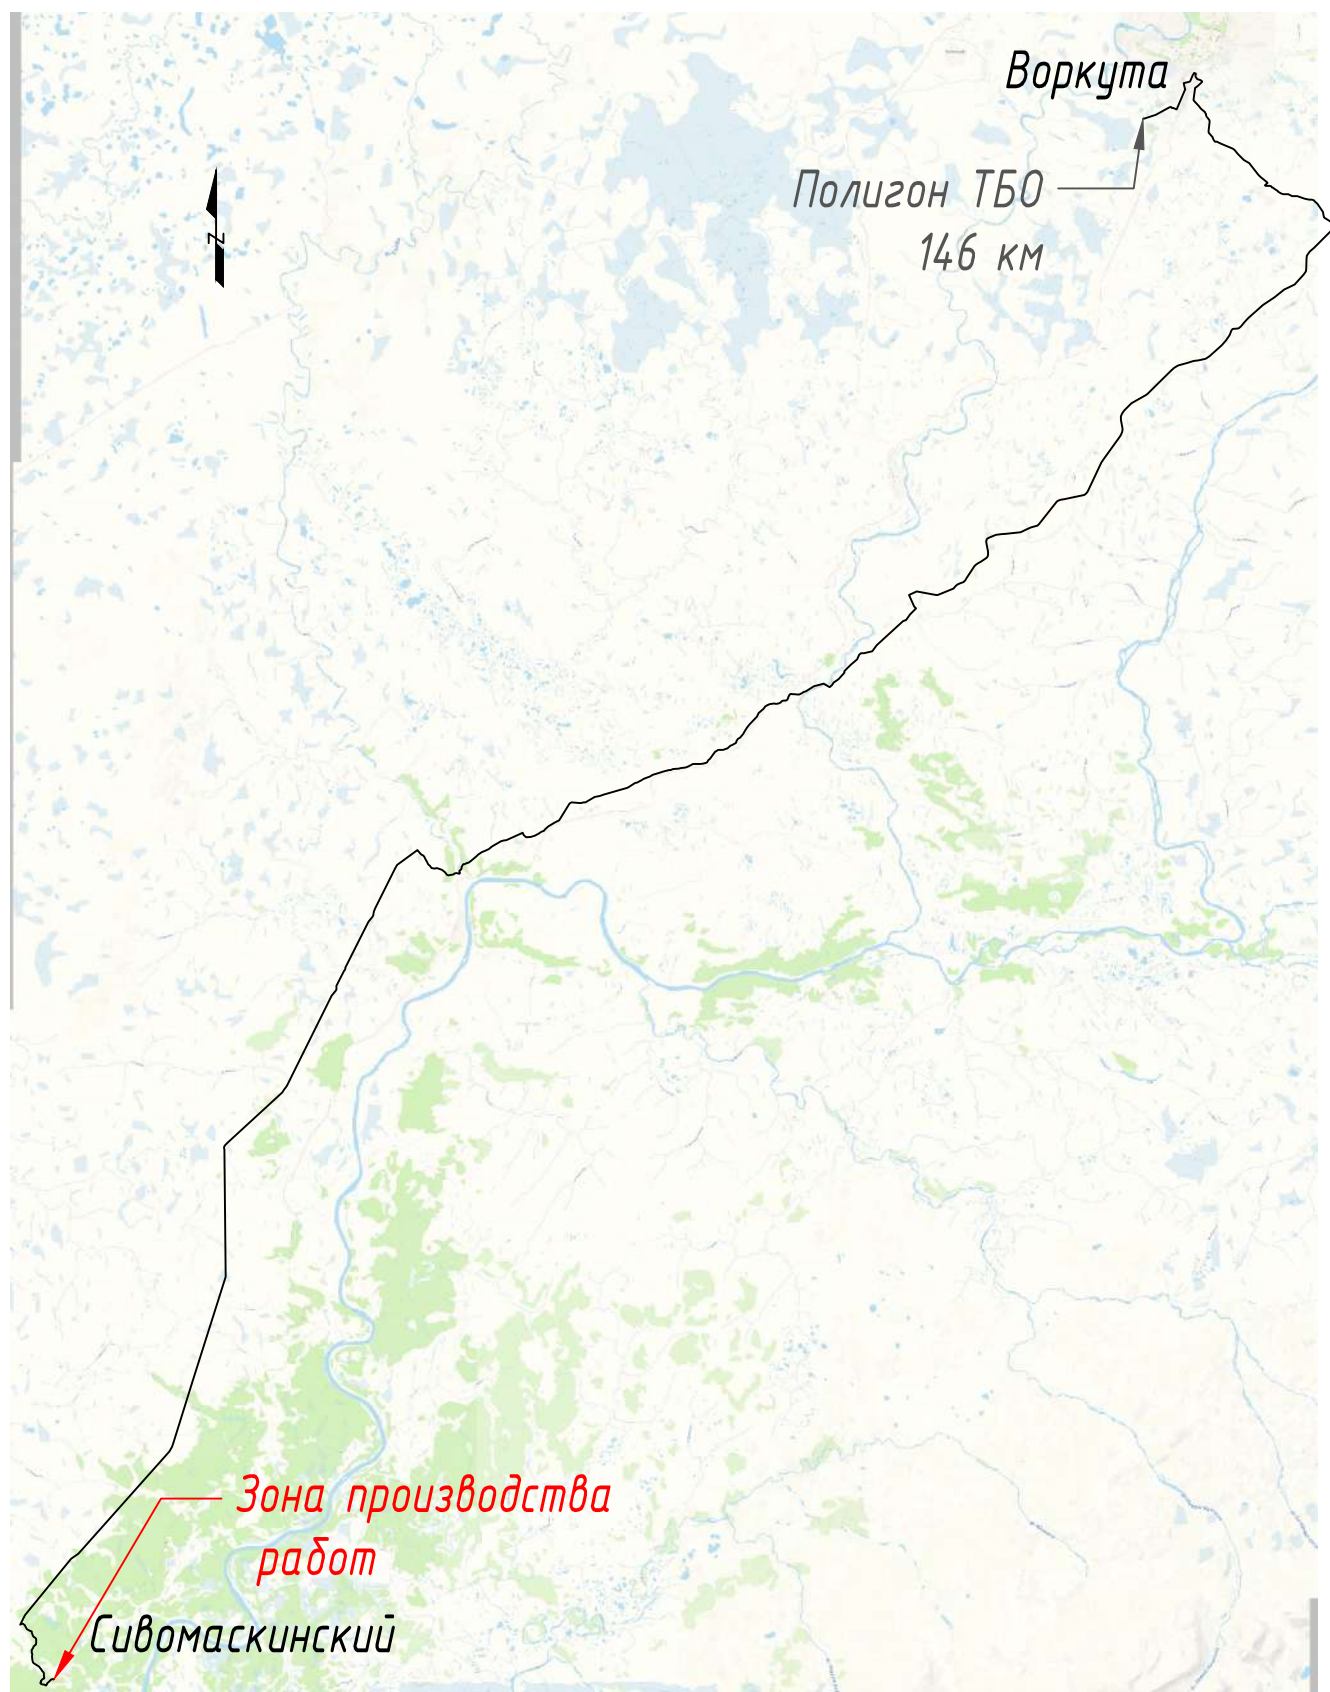 Воркута
Полигон ТБО
146 км
N
Зона производства
работ
Сивомаскинский